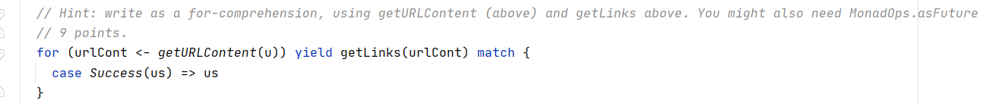 // Hint: write as a for-comprehension, using getURLContent (above) and getLinks above. You might also need MonadOps.asFuture
// 9 points.
for (urlCont <- getURLContent(u)) yield getLinks(urlCont) match {
  case Success(us) => us
}